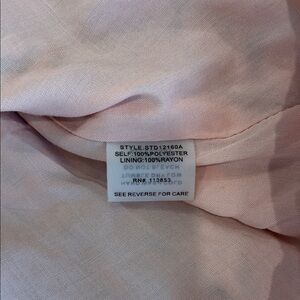 STYLE:STD12160A
SELF:100%POLYESTER
LINING:100%RAYON
RN# 113853
SEE REVERSE FOR CARE